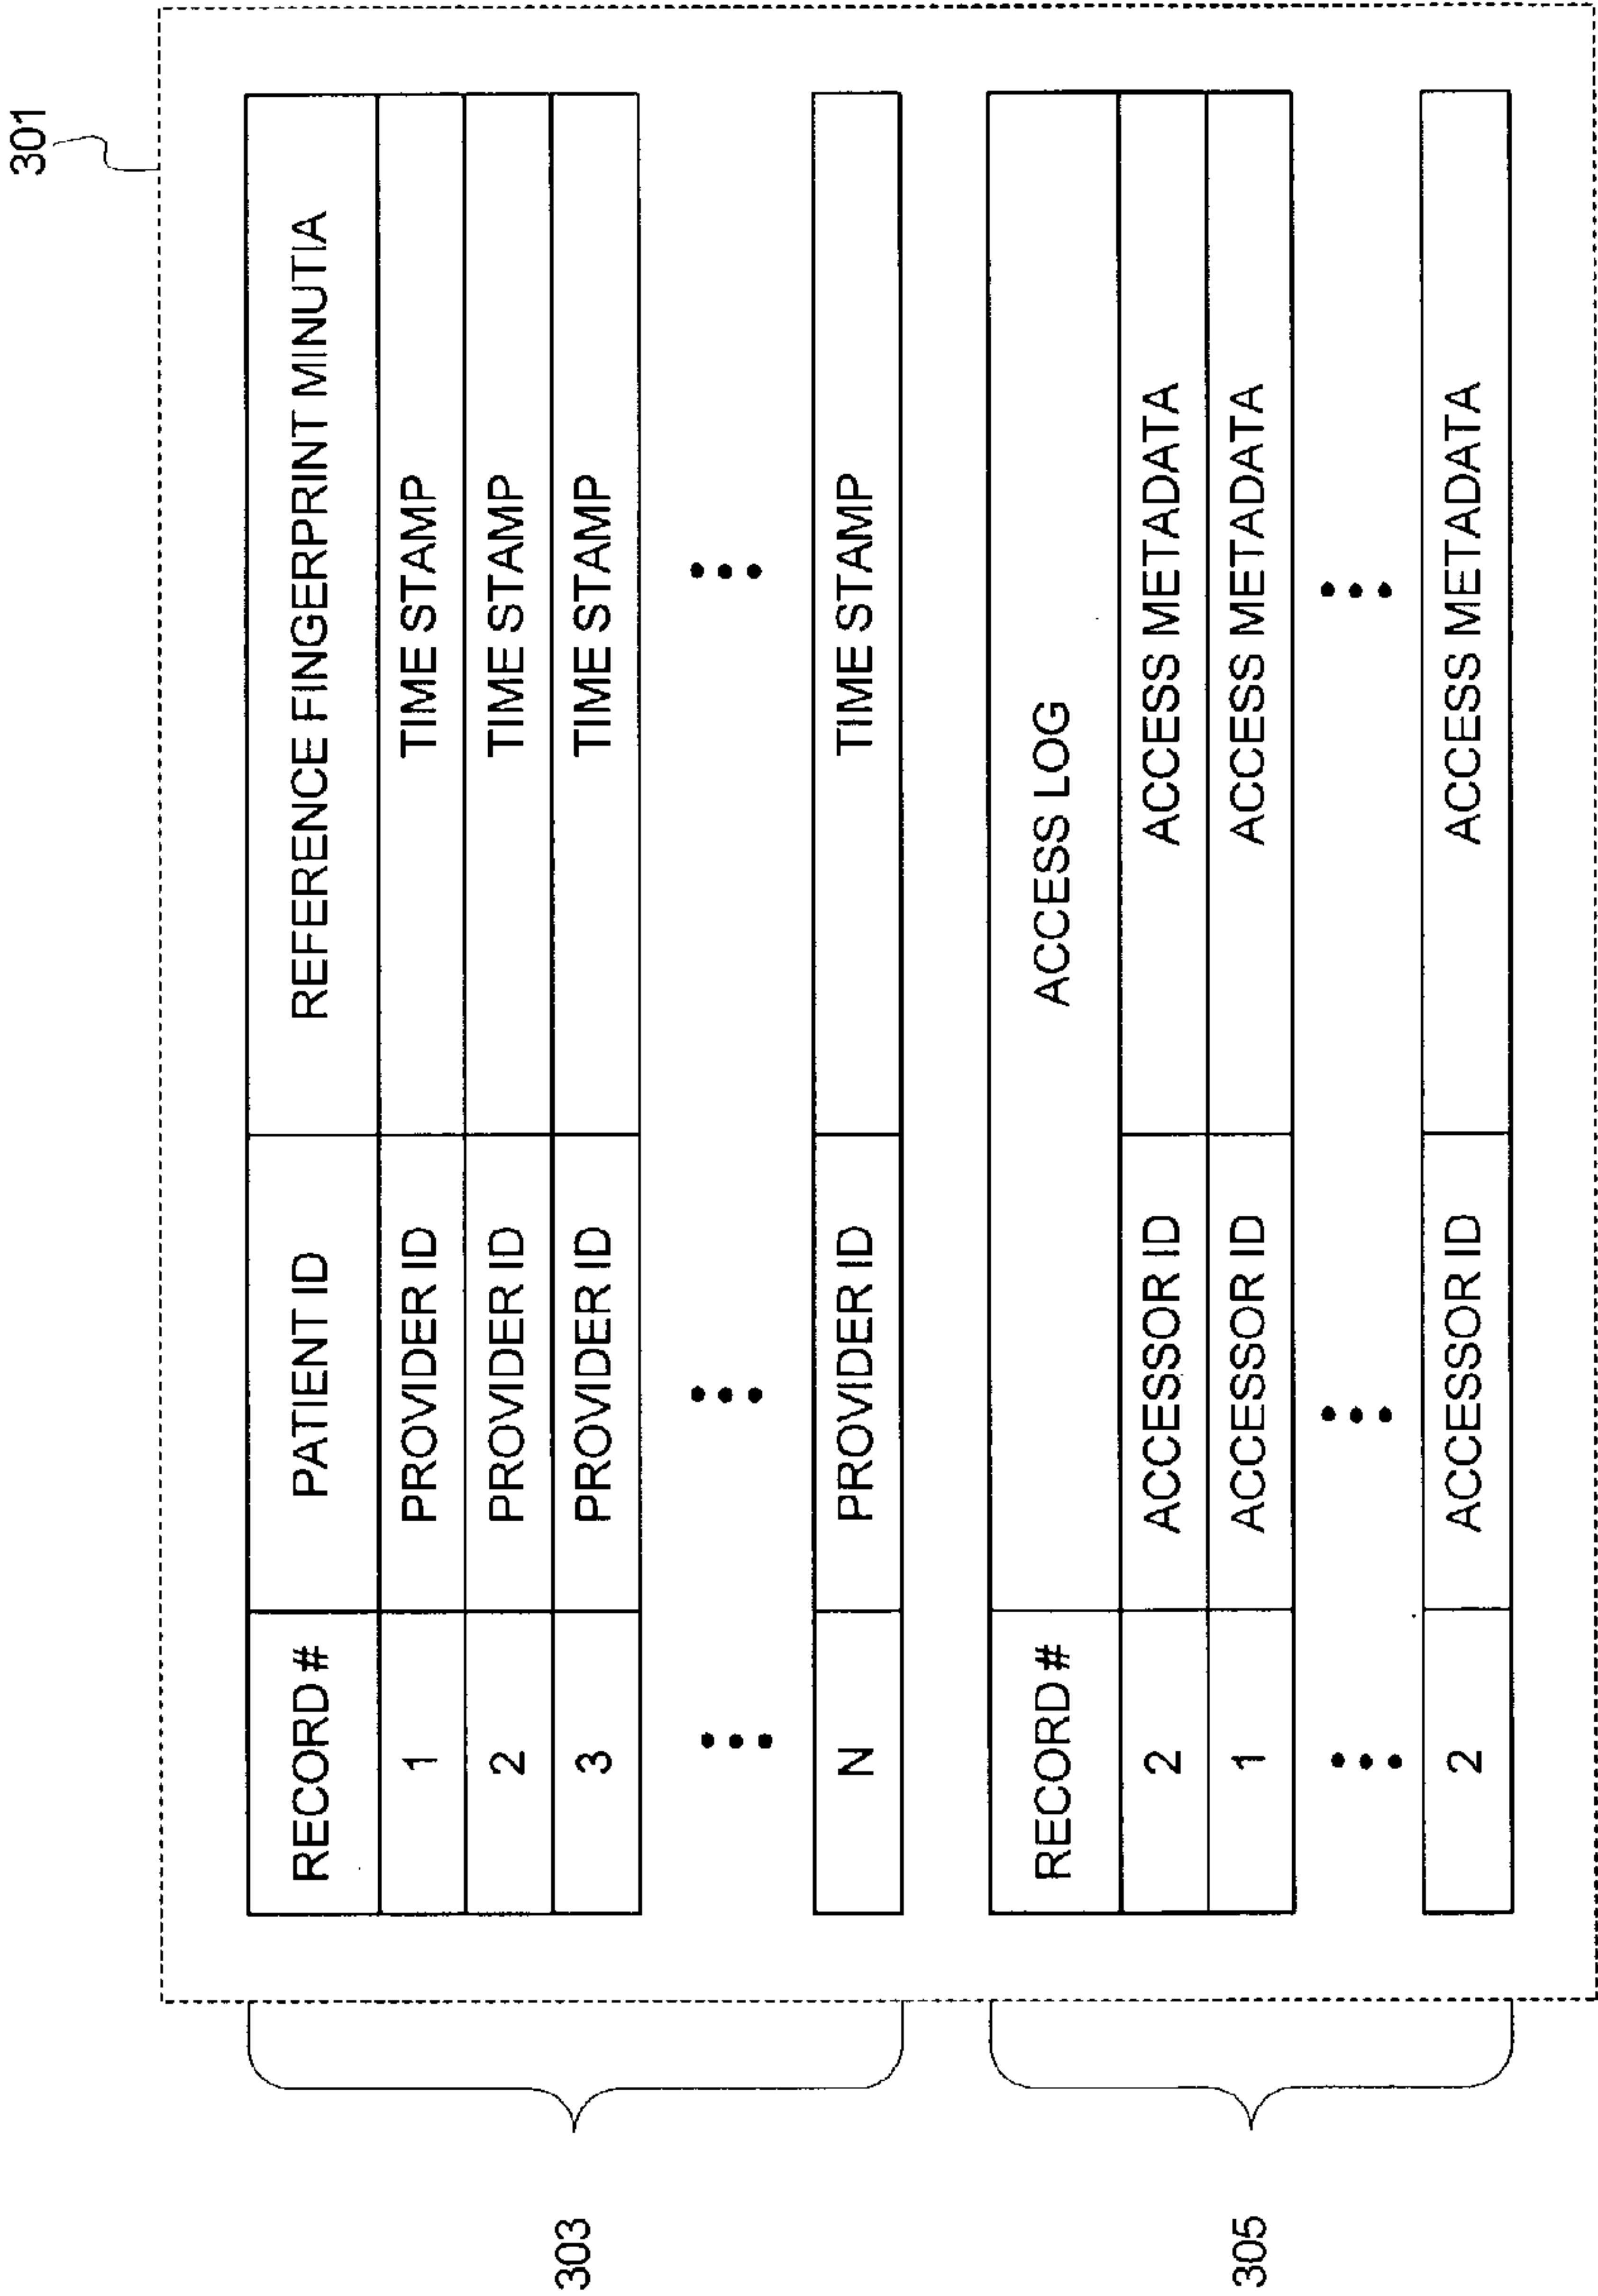 301
RECORD # PATIENT ID REFERENCE FINGERPRINT MINUTIA
1 PROVIDER ID TIME STAMP
2 PROVIDER ID TIME STAMP
3 PROVIDER ID TIME STAMP
N PROVIDER ID TIME STAMP
303
RECORD # ACCESS LOG
2 ACCESSOR ID ACCESS METADATA
1 ACCESSOR ID ACCESS METADATA
2 ACCESSOR ID ACCESS METADATA
305